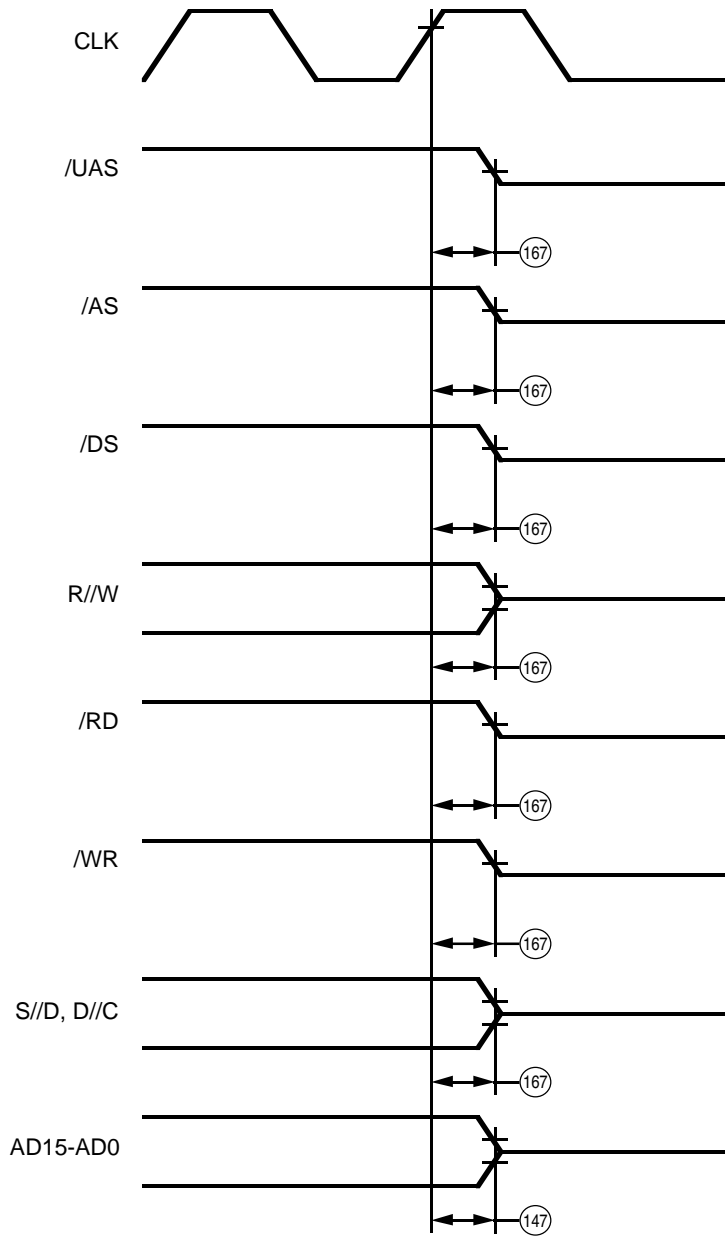 CLK
/UAS
167
/AS
167
/DS
167
R//W
167
/RD
167
/WR
167
S//D, D//C
167
AD15-AD0
147